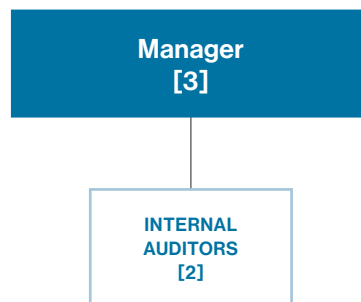 Manager
[3]
INTERNAL
AUDITORS
[2]